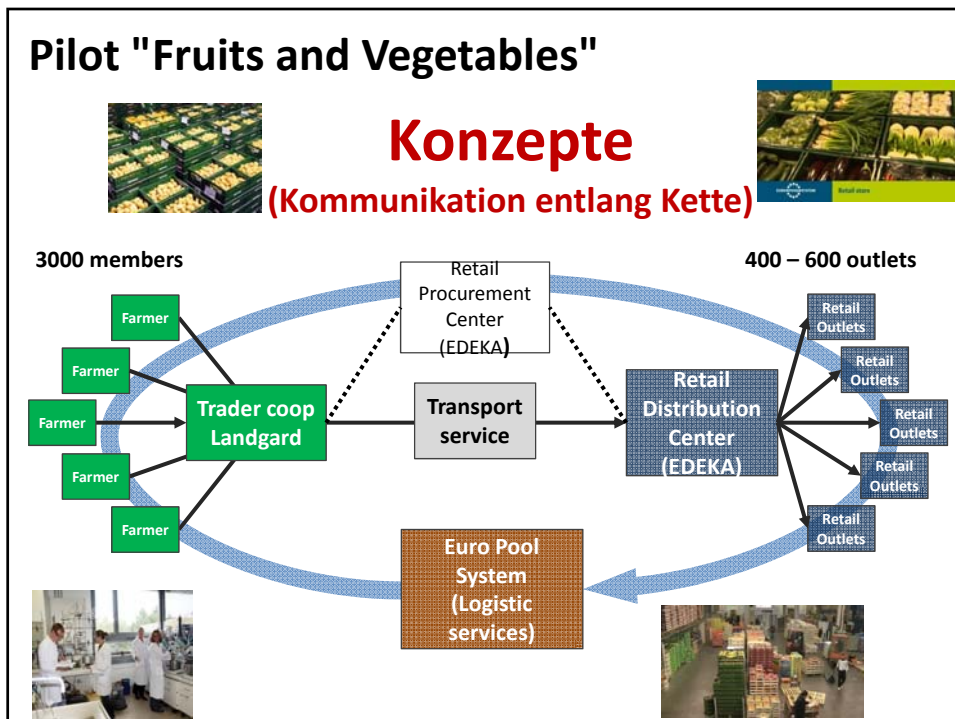 Pilot "Fruits and Vegetables"
Konzepte
(Kommunikation entlang Kette)
Retail store
3000 members
400 – 600 outlets
Retail
Procurement
Center
(EDEKA)
Farmer
Farmer
Farmer
Farmer
Farmer
Trader coop
Landgard
Transport
service
Retail
Distribution
Center
(EDEKA)
Retail
Outlets
Retail
Outlets
Retail
Outlets
Retail
Outlets
Retail
Outlets
Euro Pool
System
(Logistic
services)